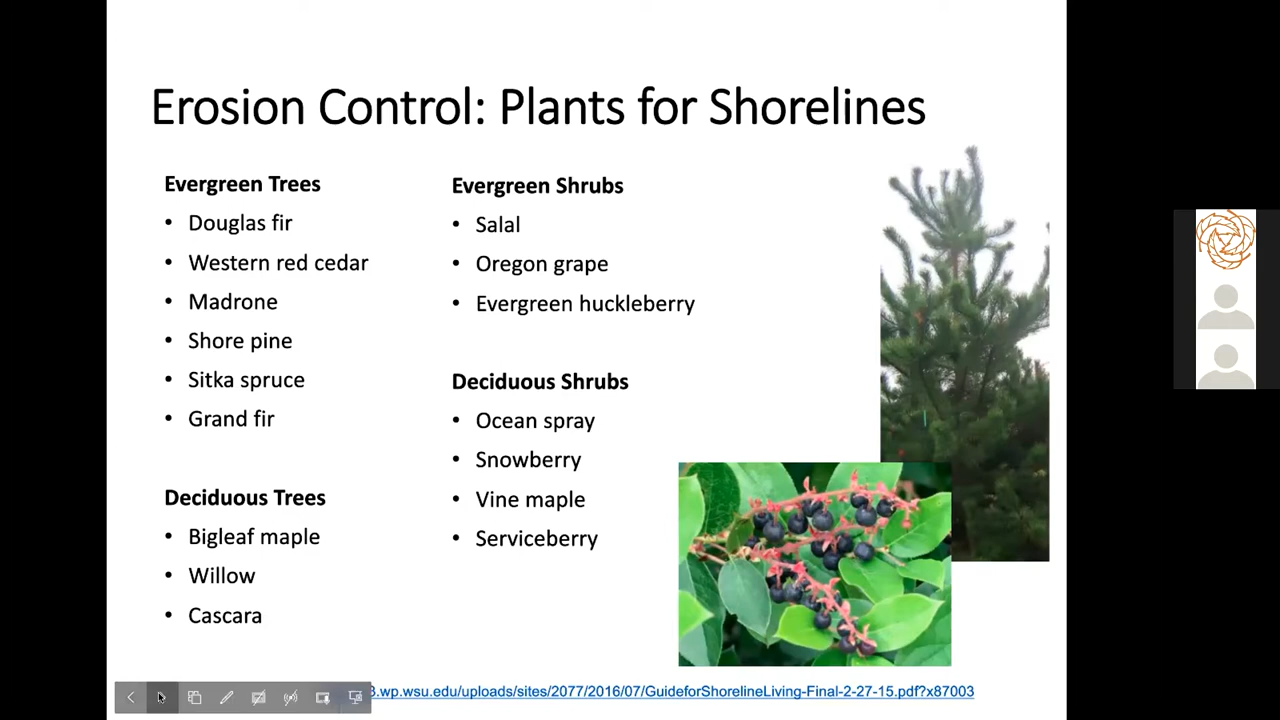 Erosion Control: Plants for Shorelines
Evergreen Trees
• Douglas fir
• Western red cedar
• Madrone
• Shore pine
• Sitka spruce
• Grand fir
Deciduous Trees
• Bigleaf maple
• Willow
• Cascara
Evergreen Shrubs
• Salal
• Oregon grape
• Evergreen huckleberry
Deciduous Shrubs
• Ocean spray
• Snowberry
• Vine maple
• Serviceberry
3.wp.wsu.edu/uploads/sites/2077/2016/07/GuideforShorelineLiving-Final-2-27-15.pdf?x87003